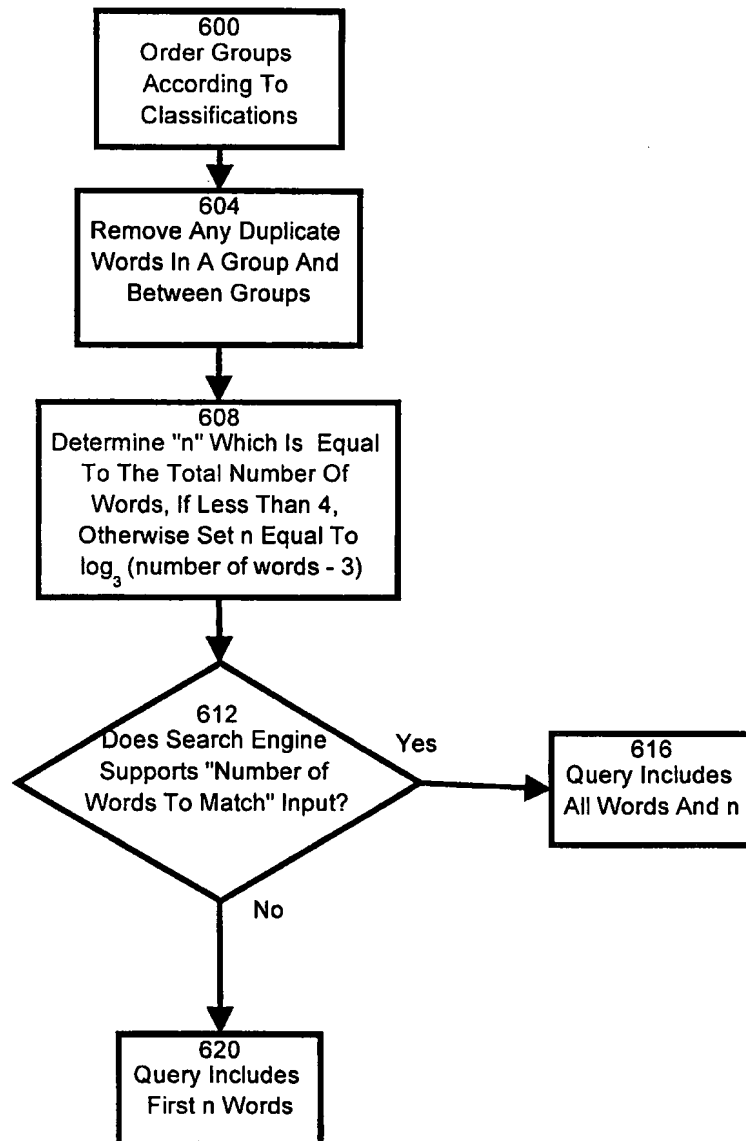 600
Order Groups
According To
Classifications
604
Remove Any Duplicate
Words In A Group And
Between Groups
608
Determine "n" Which Is Equal
To The Total Number Of
Words, If Less Than 4,
Otherwise Set n Equal To
log₃ (number of words - 3)
612
Does Search Engine
Supports "Number of
Words To Match" Input?
Yes
616
Query Includes
All Words And n
No
620
Query Includes
First n Words